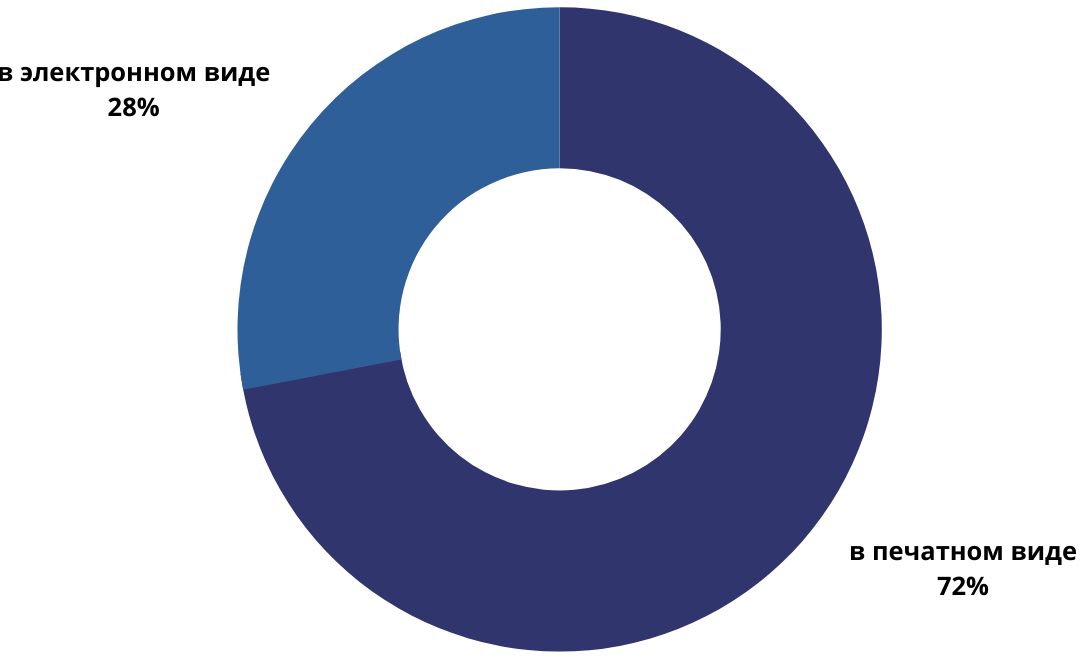 в электронном виде
28%
в печатном виде
72%